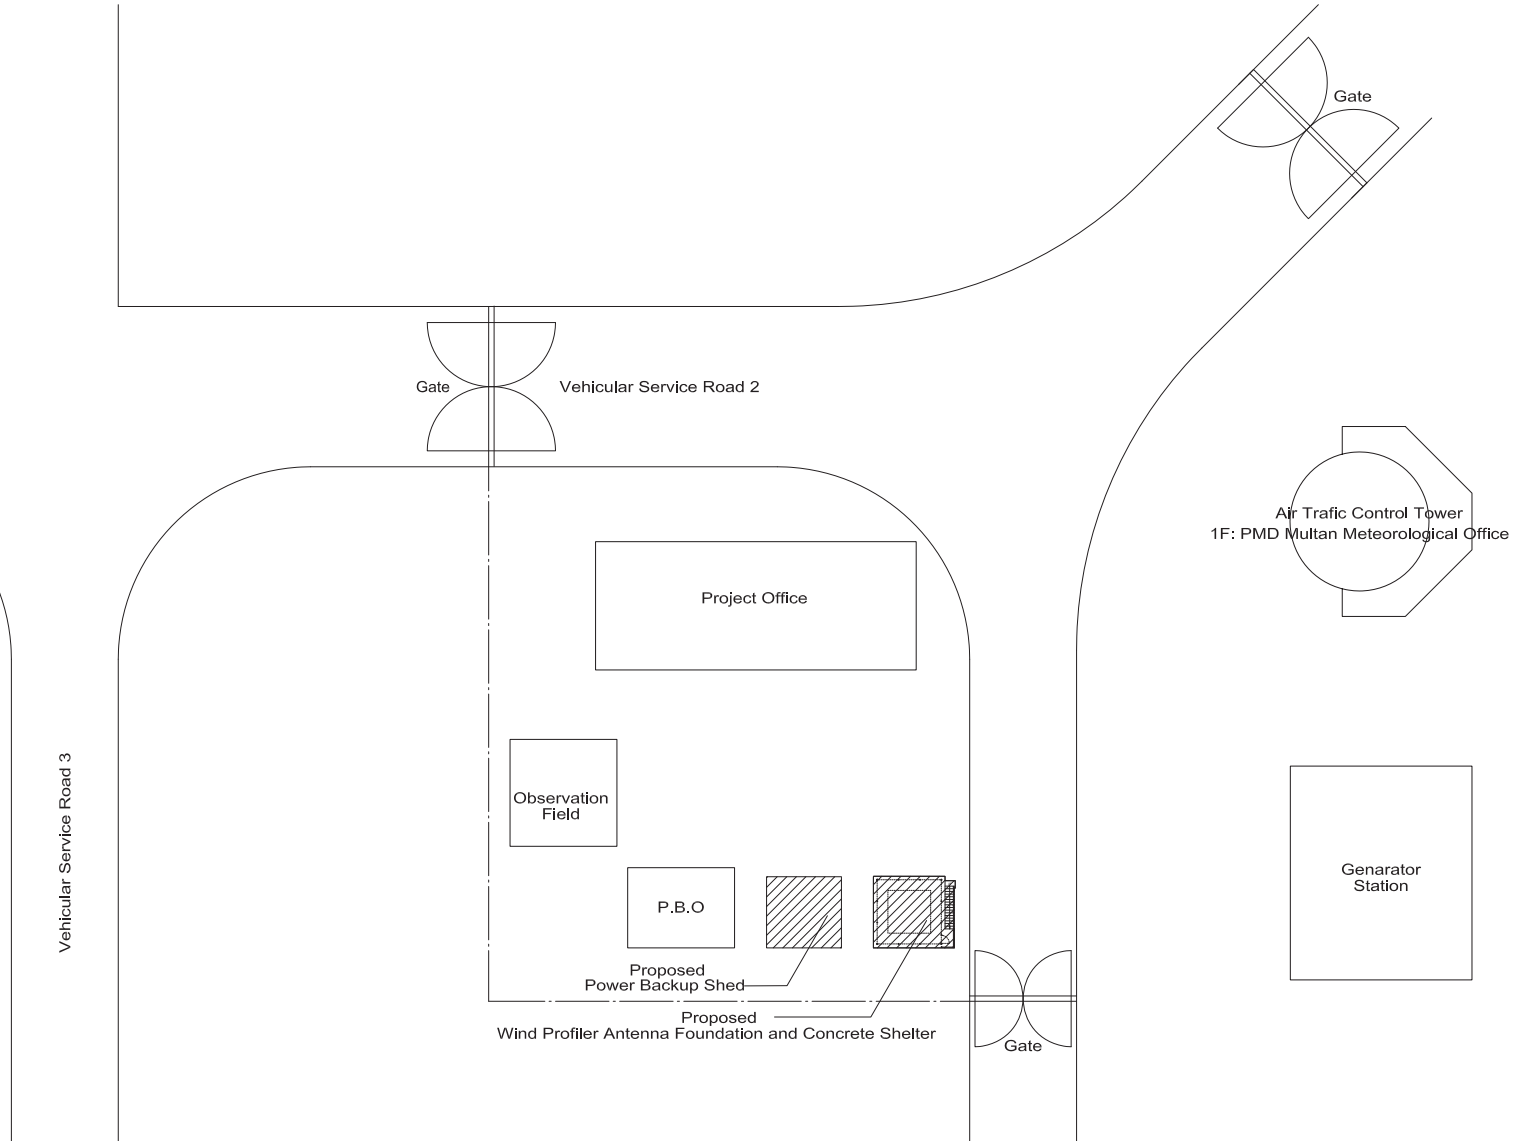 Gate
Gate
Vehicular Service Road 2
Air Trafic Control Tower
1F: PMD Multan Meteorological Office
Project Office
Vehicular Service Road 3
Observation
Field
Genarator
Station
P.B.O
Proposed
Power Backup Shed
Proposed
Wind Profiler Antenna Foundation and Concrete Shelter
Gate